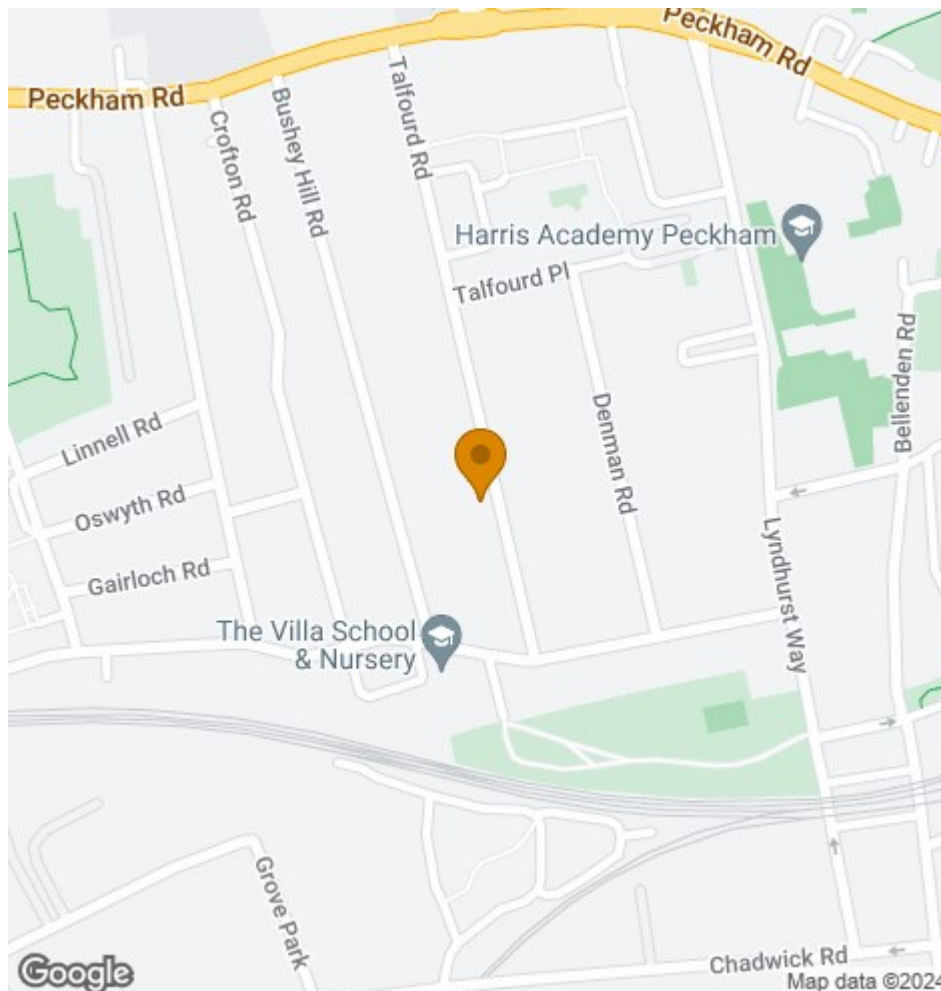 Peckham Rd
Peckham Rd
Talfourd Rd
Bushey Hill Rd
Crofton Rd
Harris Academy Peckham
Talfourd Pl
Bellenden Rd
Denman Rd
Linnell Rd
Oswyth Rd
Gairloch Rd
Lyndhurst Way
The Villa School
& Nursery
Grove Park
Chadwick Rd
Google
Map data ©2024